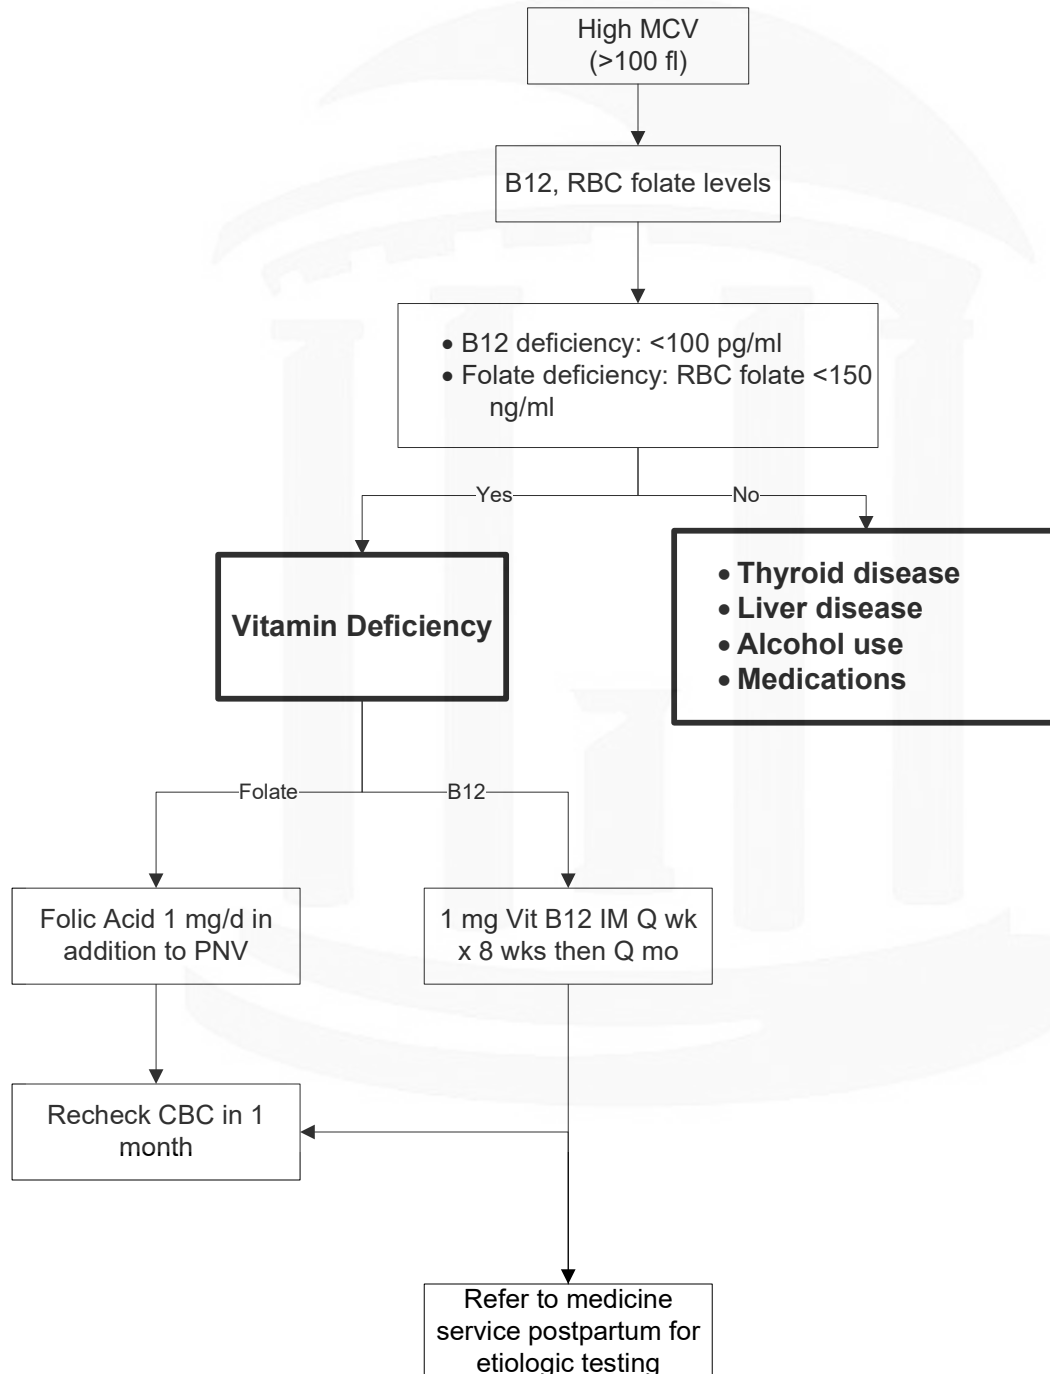 High MCV
(>100 fl)
B12, RBC folate levels
• B12 deficiency: <100 pg/ml
• Folate deficiency: RBC folate <150
ng/ml
Yes
No
Vitamin Deficiency
• Thyroid disease
• Liver disease
• Alcohol use
• Medications
Folate
B12
Folic Acid 1 mg/d in
addition to PNV
1 mg Vit B12 IM Q wk
x 8 wks then Q mo
Recheck CBC in 1
month
Refer to medicine
service postpartum for
etiologic testing